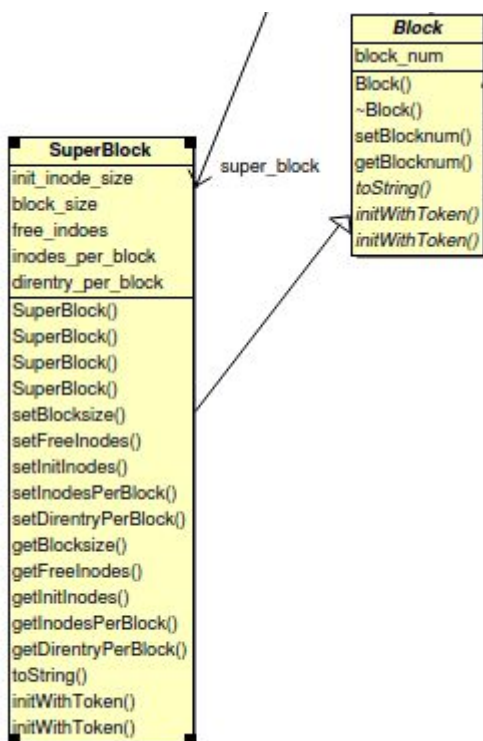 Block
block_num
Block()
~Block()
setBlocknum()
getBlocknum()
toString()
initWithToken()
initWithToken()
super_block
SuperBlock
init_inode_size
block_size
free_indoes
inodes_per_block
direntry_per_block
SuperBlock()
SuperBlock()
SuperBlock()
SuperBlock()
setBlocksize()
setFreeInodes()
setInitInodes()
setInodesPerBlock()
setDirentryPerBlock()
getBlocksize()
getFreeInodes()
getInitInodes()
getInodesPerBlock()
getDirentryPerBlock()
toString()
initWithToken()
initWithToken()